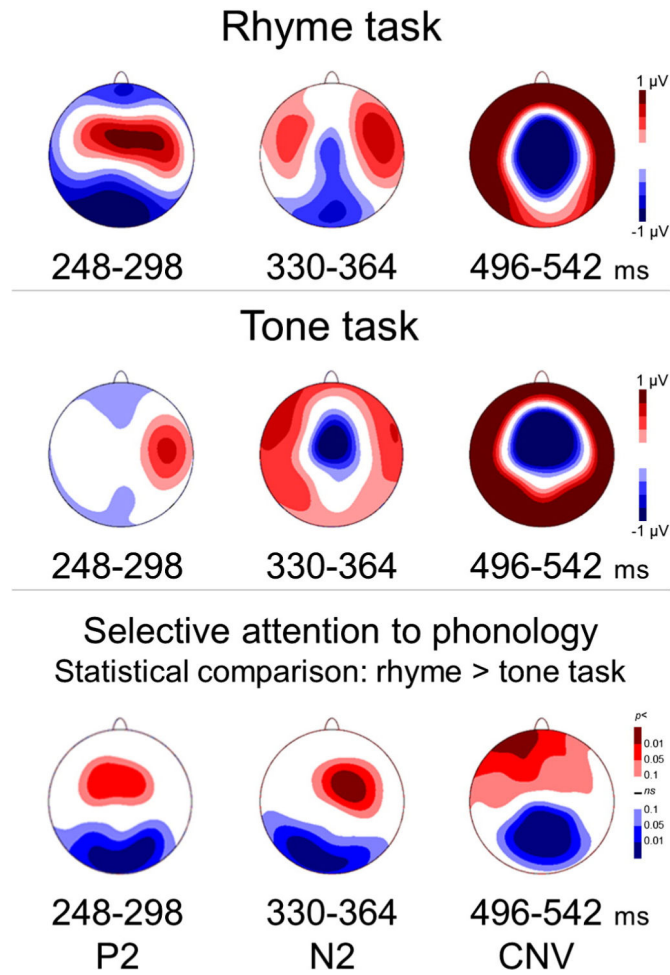 Rhyme task
1 µV
-1 µV
248-298 330-364 496-542 ms
Tone task
1 µV
-1 µV
248-298 330-364 496-542 ms
Selective attention to phonology
Statistical comparison: rhyme > tone task
p<
0.01
0.05
0.1
ns
0.1
0.05
0.01
248-298 330-364 496-542 ms
P2 N2 CNV